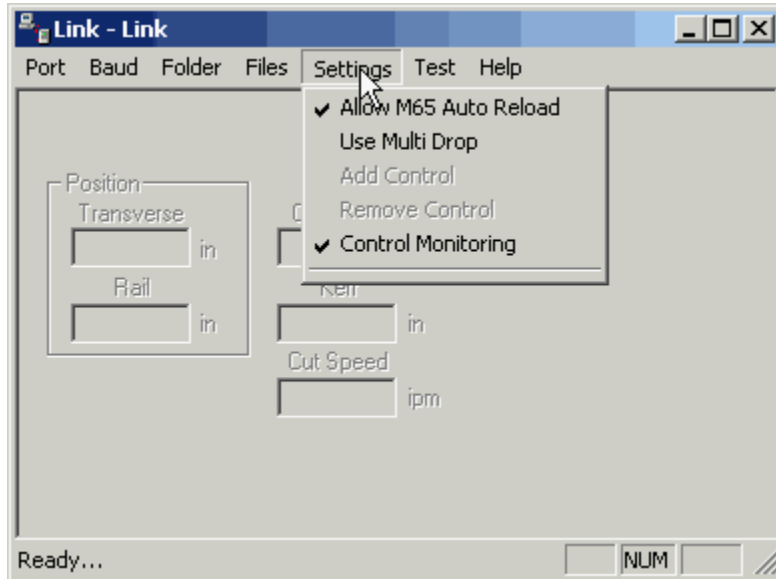 Link - Link
Port Baud Folder Files Settings Test Help
Allow M65 Auto Reload
Use Multi Drop
Add Control
Remove Control
Control Monitoring
Position
Transverse
in
Rail
in
Kerf
in
Cut Speed
ipm
Ready...
NUM